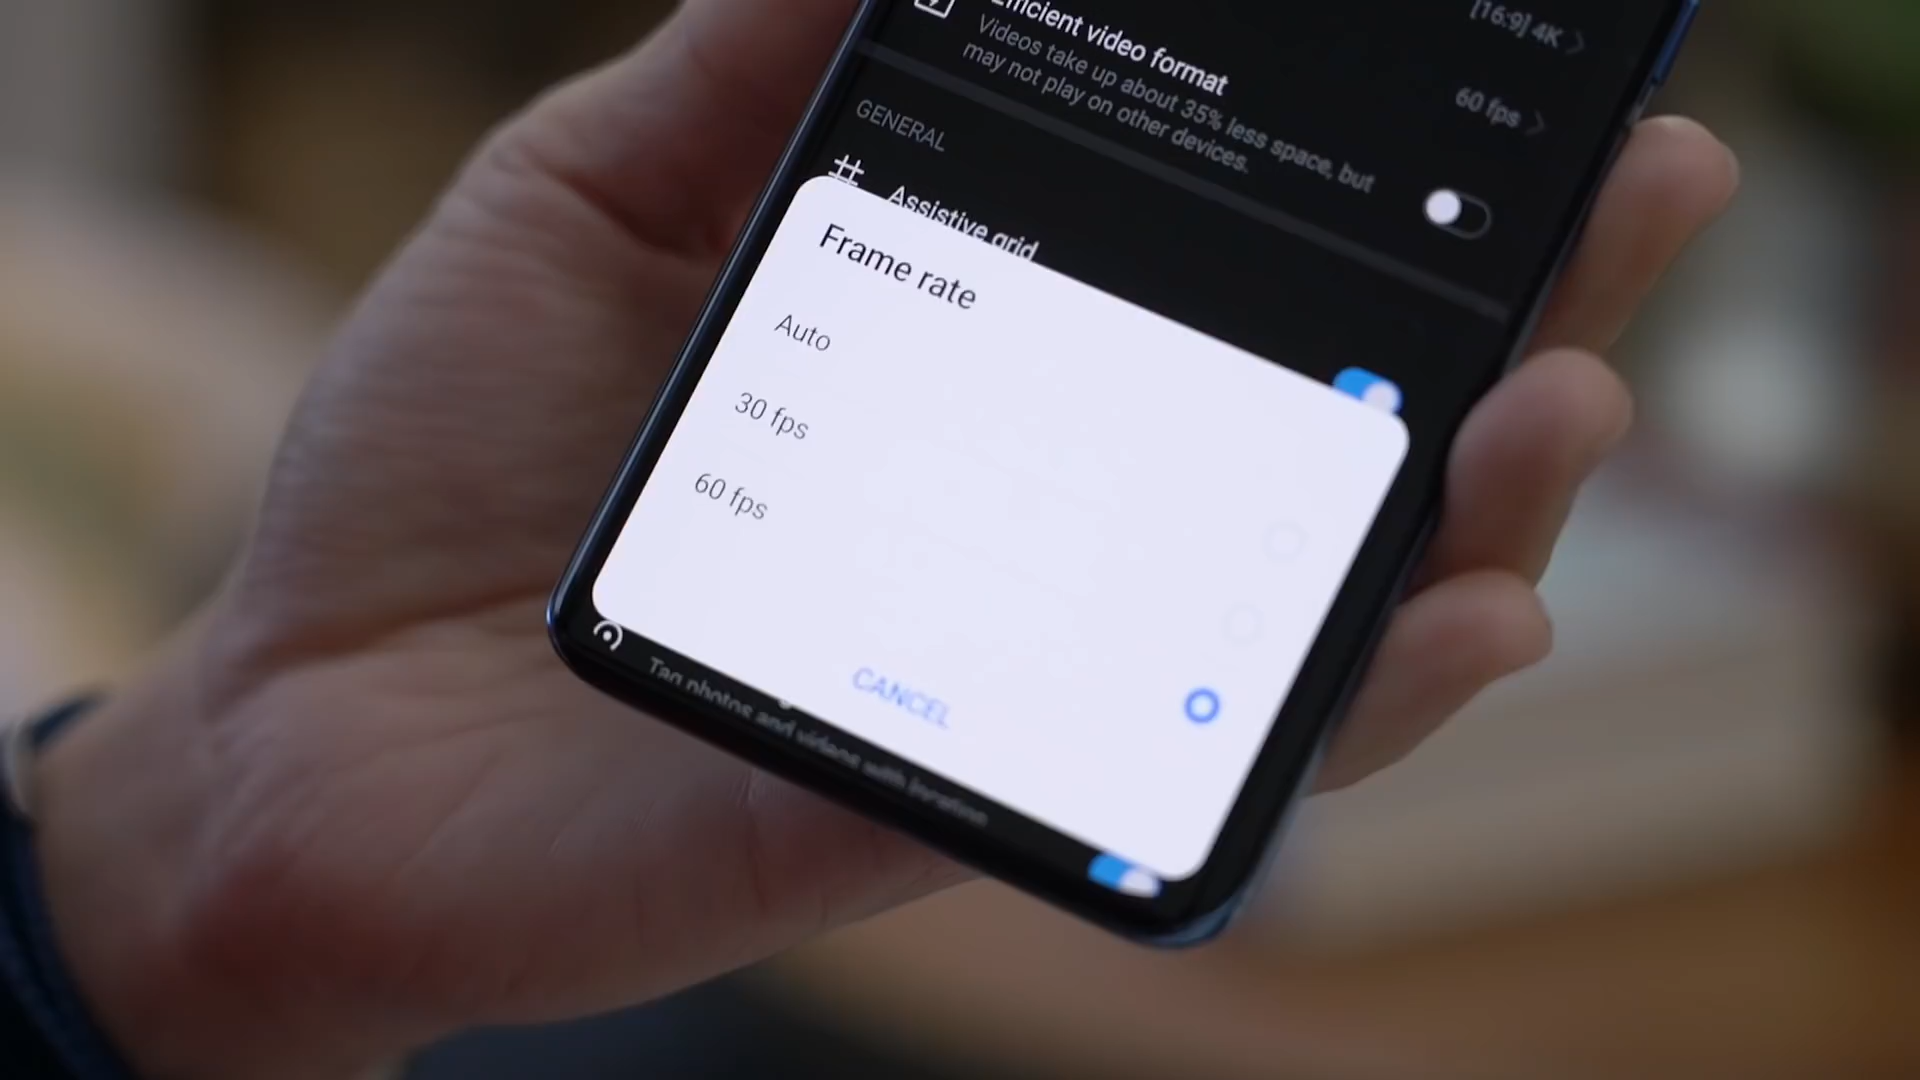 [16:9] 4K
60 fps
Efficient video format
Videos take up about 35% less space, but
may not play on other devices.
GENERAL
Assistive grid
Frame rate
Auto
30 fps
60 fps
CANCEL
Tag photos and videos with location